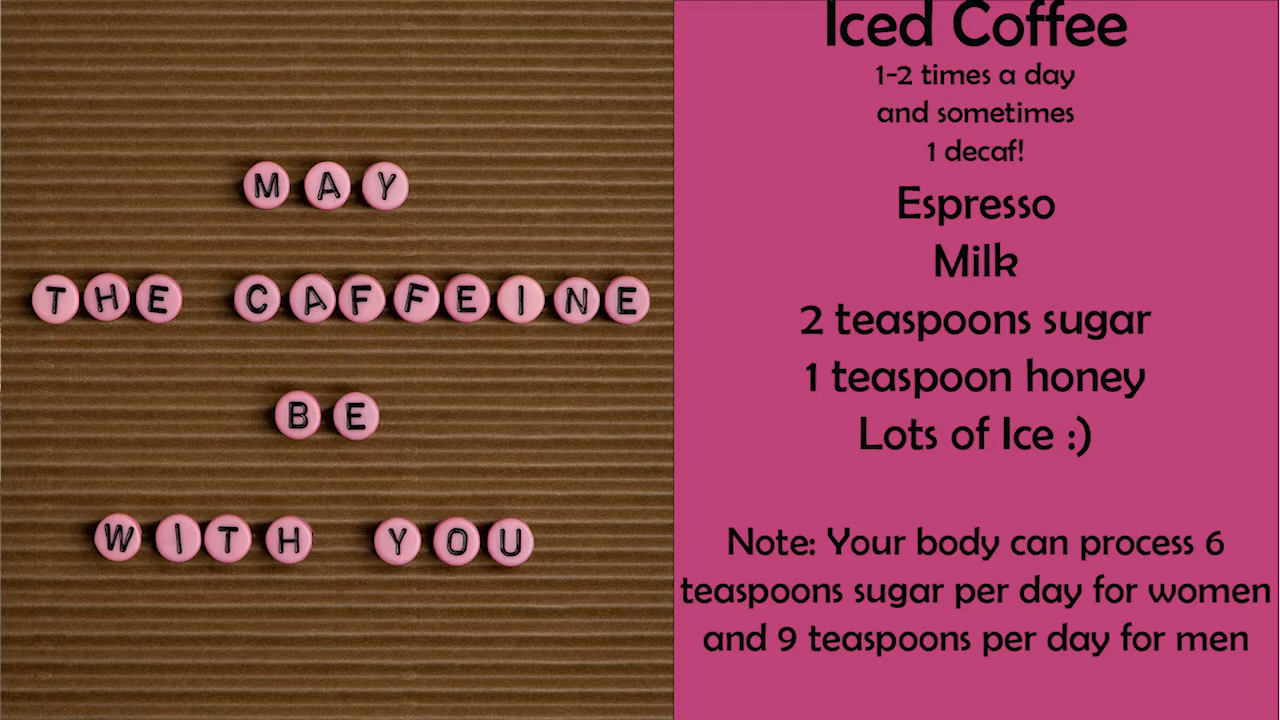 MAY
THE CAFFEINE
BE
WITH YOU
Iced Coffee
1-2 times a day
and sometimes
1 decaf!
Espresso
Milk
2 teaspoons sugar
1 teaspoon honey
Lots of Ice :)
Note: Your body can process 6
teaspoons sugar per day for women
and 9 teaspoons per day for men